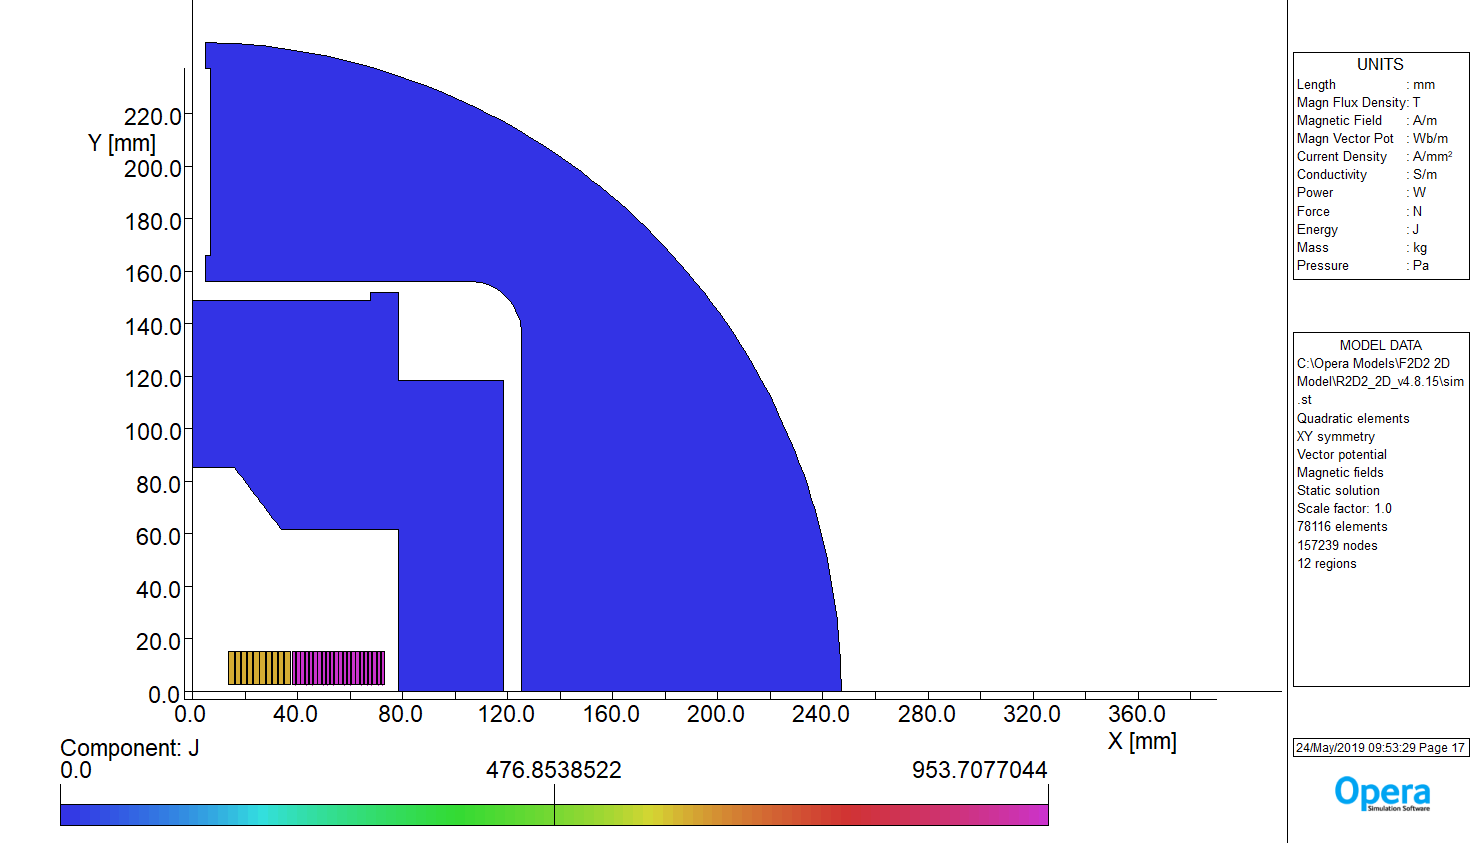 220.0
Y [mm]
200.0
180.0
160.0
140.0
120.0
100.0
80.0
60.0
40.0
20.0
0.0
0.0 40.0 80.0 120.0 160.0 200.0 240.0 280.0 320.0 360.0
X [mm]
Component: J
0.0 476.8538522 953.7077044
UNITS
Length : mm
Magn Flux Density: T
Magnetic Field : A/m
Magn Vector Pot : Wb/m
Current Density : A/mm²
Conductivity : S/m
Power : W
Force : N
Energy : J
Mass : kg
Pressure : Pa
MODEL DATA
C:\Opera Models\F2D2 2D
Model\R2D2_2D_v4.8.15\sim
.st
Quadratic elements
XY symmetry
Vector potential
Magnetic fields
Static solution
Scale factor: 1.0
78116 elements
157239 nodes
12 regions
24/May/2019 09:53:29 Page 17
Opera
Simulation Software